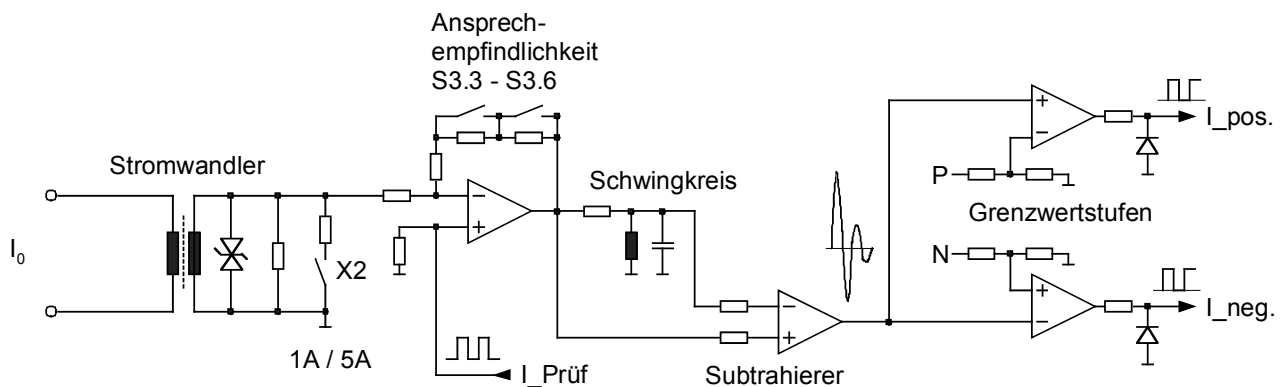 Ansprech-
empfindlichkeit
S3.3 - S3.6
I_pos.
Stromwandler
Schwingkreis
P
Grenzwertstufen
I0
X2
N
I_neg.
1A / 5A
I_Prüf
Subtrahierer